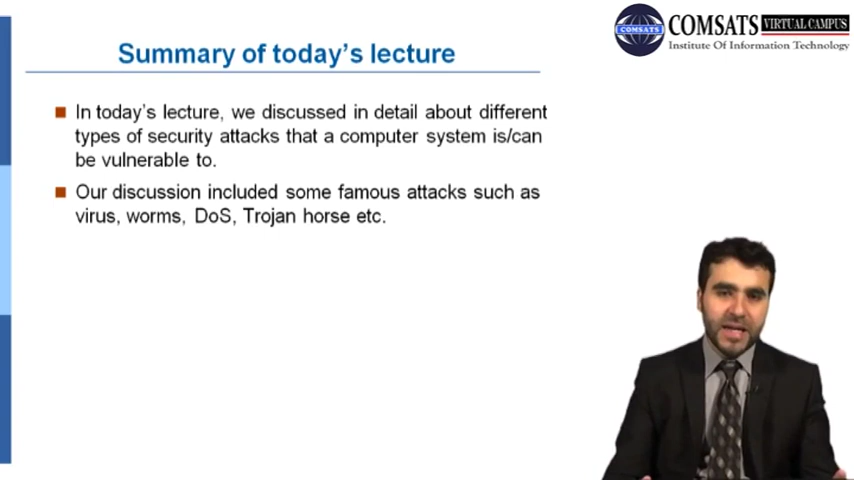 COMSATS VIRTUAL CAMPUS
COMSATS
Institute Of Information Technology
Summary of today's lecture
In today's lecture, we discussed in detail about different
types of security attacks that a computer system is/can
be vulnerable to.
Our discussion included some famous attacks such as
virus, worms, DoS, Trojan horse etc.